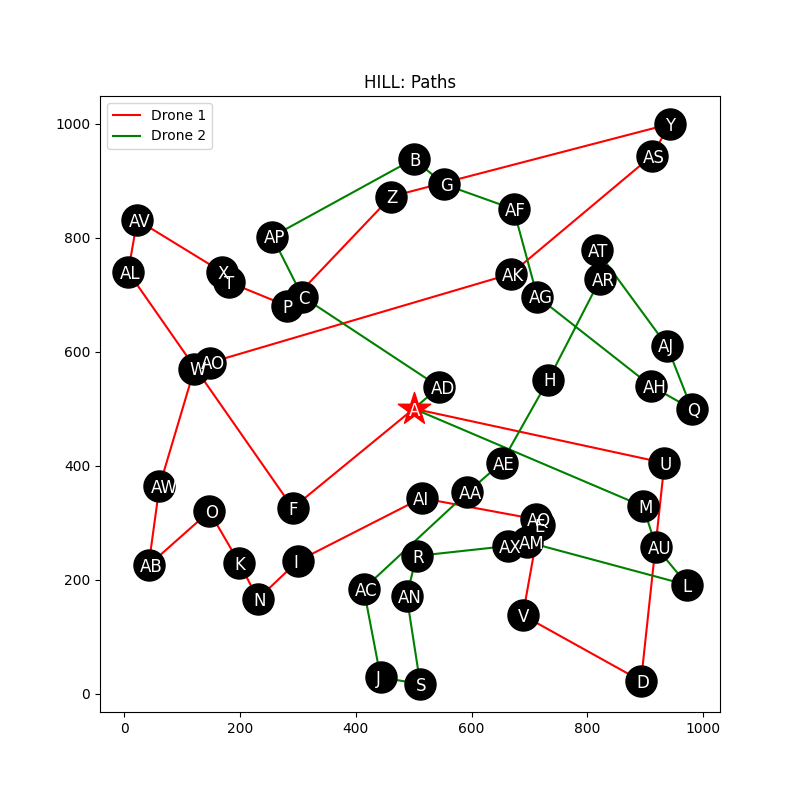 HILL: Paths
Drone 1
Drone 2
1000
800
600
400
200
0
0
200
400
600
800
1000
Y
AS
B
G
Z
AF
AV
AP
AT
AL
X
T
AK
AR
P
C
AG
AJ
W
AO
H
AD
AH
A
Q
AE
U
AW
AA
AI
F
M
O
AQ
E
AM
AX
AU
R
I
K
AB
L
AC
AN
N
V
J
S
D